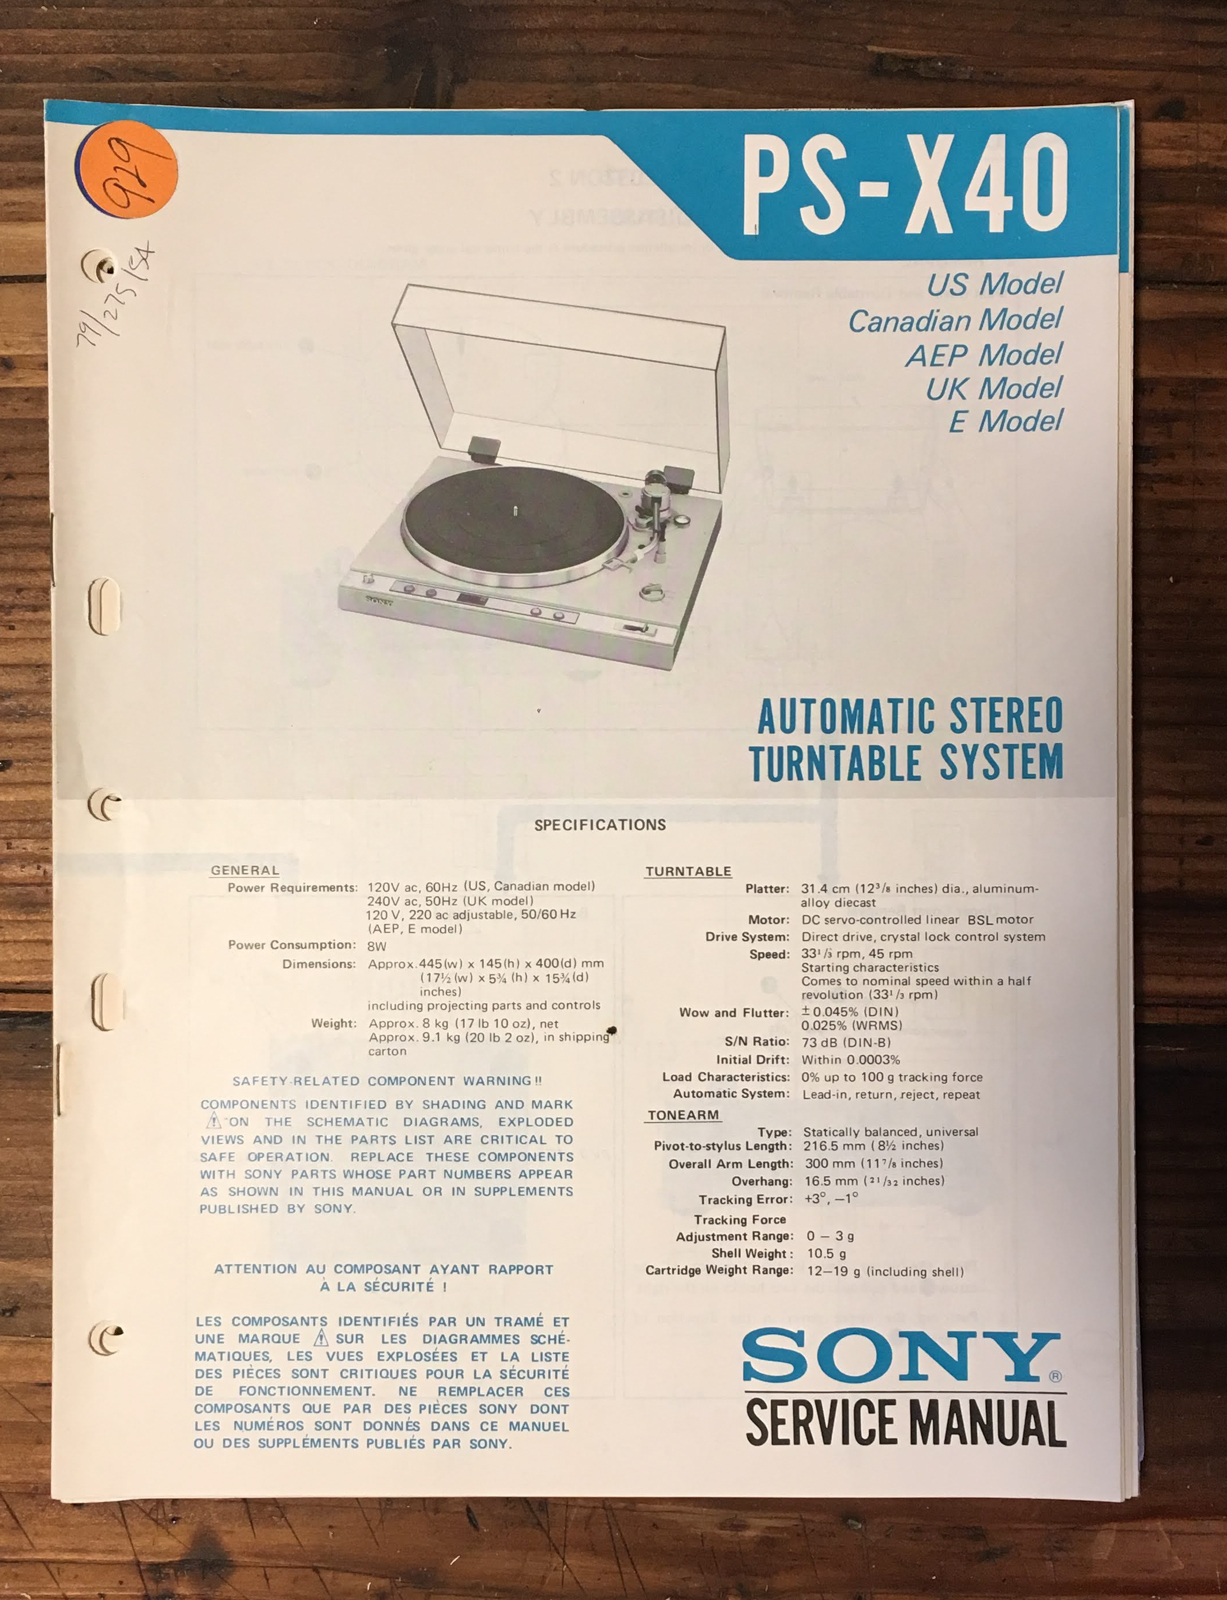 929
79/275/SA
PS-X40
US Model
Canadian Model
AEP Model
UK Model
E Model
SONY
AUTOMATIC STEREO
TURNTABLE SYSTEM
SPECIFICATIONS
GENERAL
Power Requirements: 120V ac, 60Hz (US, Canadian model)
240V ac, 50Hz (UK model)
120 V, 220 ac adjustable, 50/60 Hz
(AEP, E model)
Power Consumption: 8W
Dimensions: Approx. 445(w) x 145(h) x 400(d) mm
(17½ (w) x 5¾ (h) x 15¾(d)
inches)
including projecting parts and controls
Weight: Approx. 8 kg (17 lb 10 oz), net
Approx. 9.1 kg (20 lb 2 oz), in shipping
carton
SAFETY-RELATED COMPONENT WARNING!!
COMPONENTS IDENTIFIED BY SHADING AND MARK
⚠ ON THE SCHEMATIC DIAGRAMS, EXPLODED
VIEWS AND IN THE PARTS LIST ARE CRITICAL TO
SAFE OPERATION. REPLACE THESE COMPONENTS
WITH SONY PARTS WHOSE PART NUMBERS APPEAR
AS SHOWN IN THIS MANUAL OR IN SUPPLEMENTS
PUBLISHED BY SONY.
ATTENTION AU COMPOSANT AYANT RAPPORT
À LA SÉCURITÉ !
LES COMPOSANTS IDENTIFIÉS PAR UN TRAMÉ ET
UNE MARQUE ⚠ SUR LES DIAGRAMMES SCHÉ-
MATIQUES, LES VUES EXPLOSÉES ET LA LISTE
DES PIÈCES SONT CRITIQUES POUR LA SÉCURITÉ
DE FONCTIONNEMENT. NE REMPLACER CES
COMPOSANTS QUE PAR DES PIÈCES SONY DONT
LES NUMÉROS SONT DONNÉS DANS CE MANUEL
OU DES SUPPLÉMENTS PUBLIÉS PAR SONY.
TURNTABLE
Platter: 31.4 cm (12³/₈ inches) dia., aluminum-
alloy diecast
Motor: DC servo-controlled linear BSL motor
Drive System: Direct drive, crystal lock control system
Speed: 33¹/₃ rpm, 45 rpm
Starting characteristics
Comes to nominal speed within a half
revolution (33¹/₃ rpm)
Wow and Flutter: ±0.045% (DIN)
0.025% (WRMS)
S/N Ratio: 73 dB (DIN-B)
Initial Drift: Within 0.0003%
Load Characteristics: 0% up to 100 g tracking force
Automatic System: Lead-in, return, reject, repeat
TONEARM
Type: Statically balanced, universal
Pivot-to-stylus Length: 216.5 mm (8½ inches)
Overall Arm Length: 300 mm (11⁷/₈ inches)
Overhang: 16.5 mm (²¹/₃₂ inches)
Tracking Error: +3°, −1°
Tracking Force
Adjustment Range: 0 – 3 g
Shell Weight: 10.5 g
Cartridge Weight Range: 12–19 g (including shell)
SONY®
SERVICE MANUAL